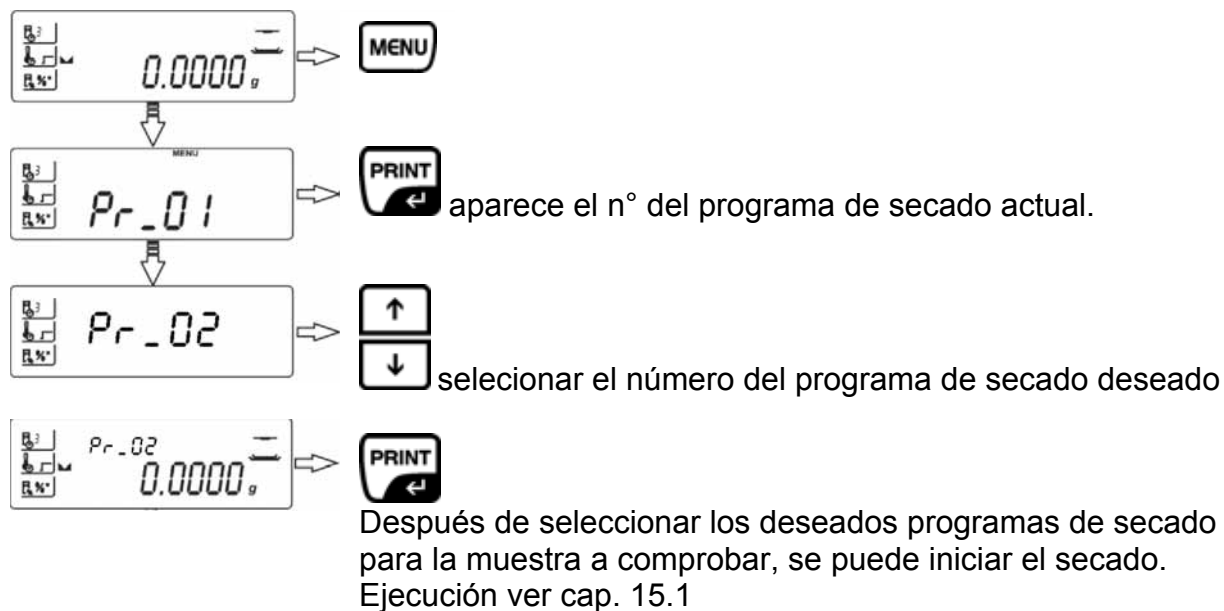 0.0000 g
MENU
MENU
Pr_01
PRINT
aparece el n° del programa de secado actual.
Pr_02
selecionar el número del programa de secado deseado
Pr_02
0.0000 g
PRINT
Después de seleccionar los deseados programas de secado
para la muestra a comprobar, se puede iniciar el secado.
Ejecución ver cap. 15.1